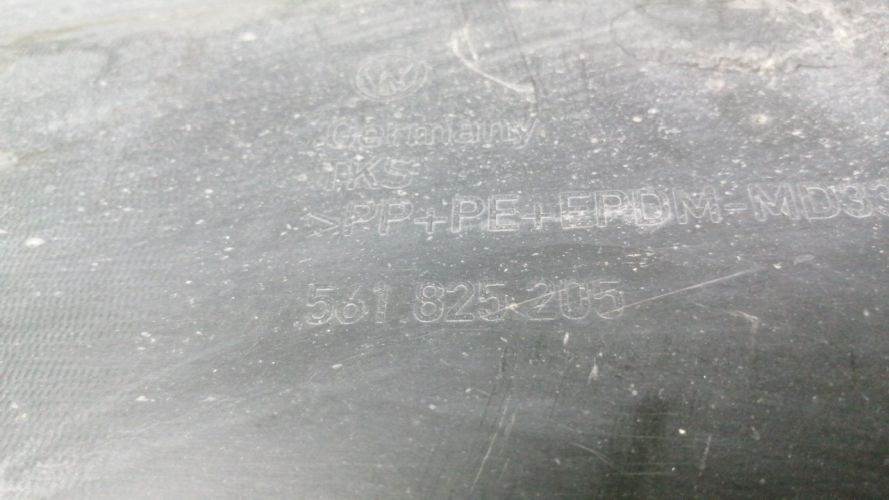 Germany
PKS
>PP+PE+EPDM-MD33
561 825 205